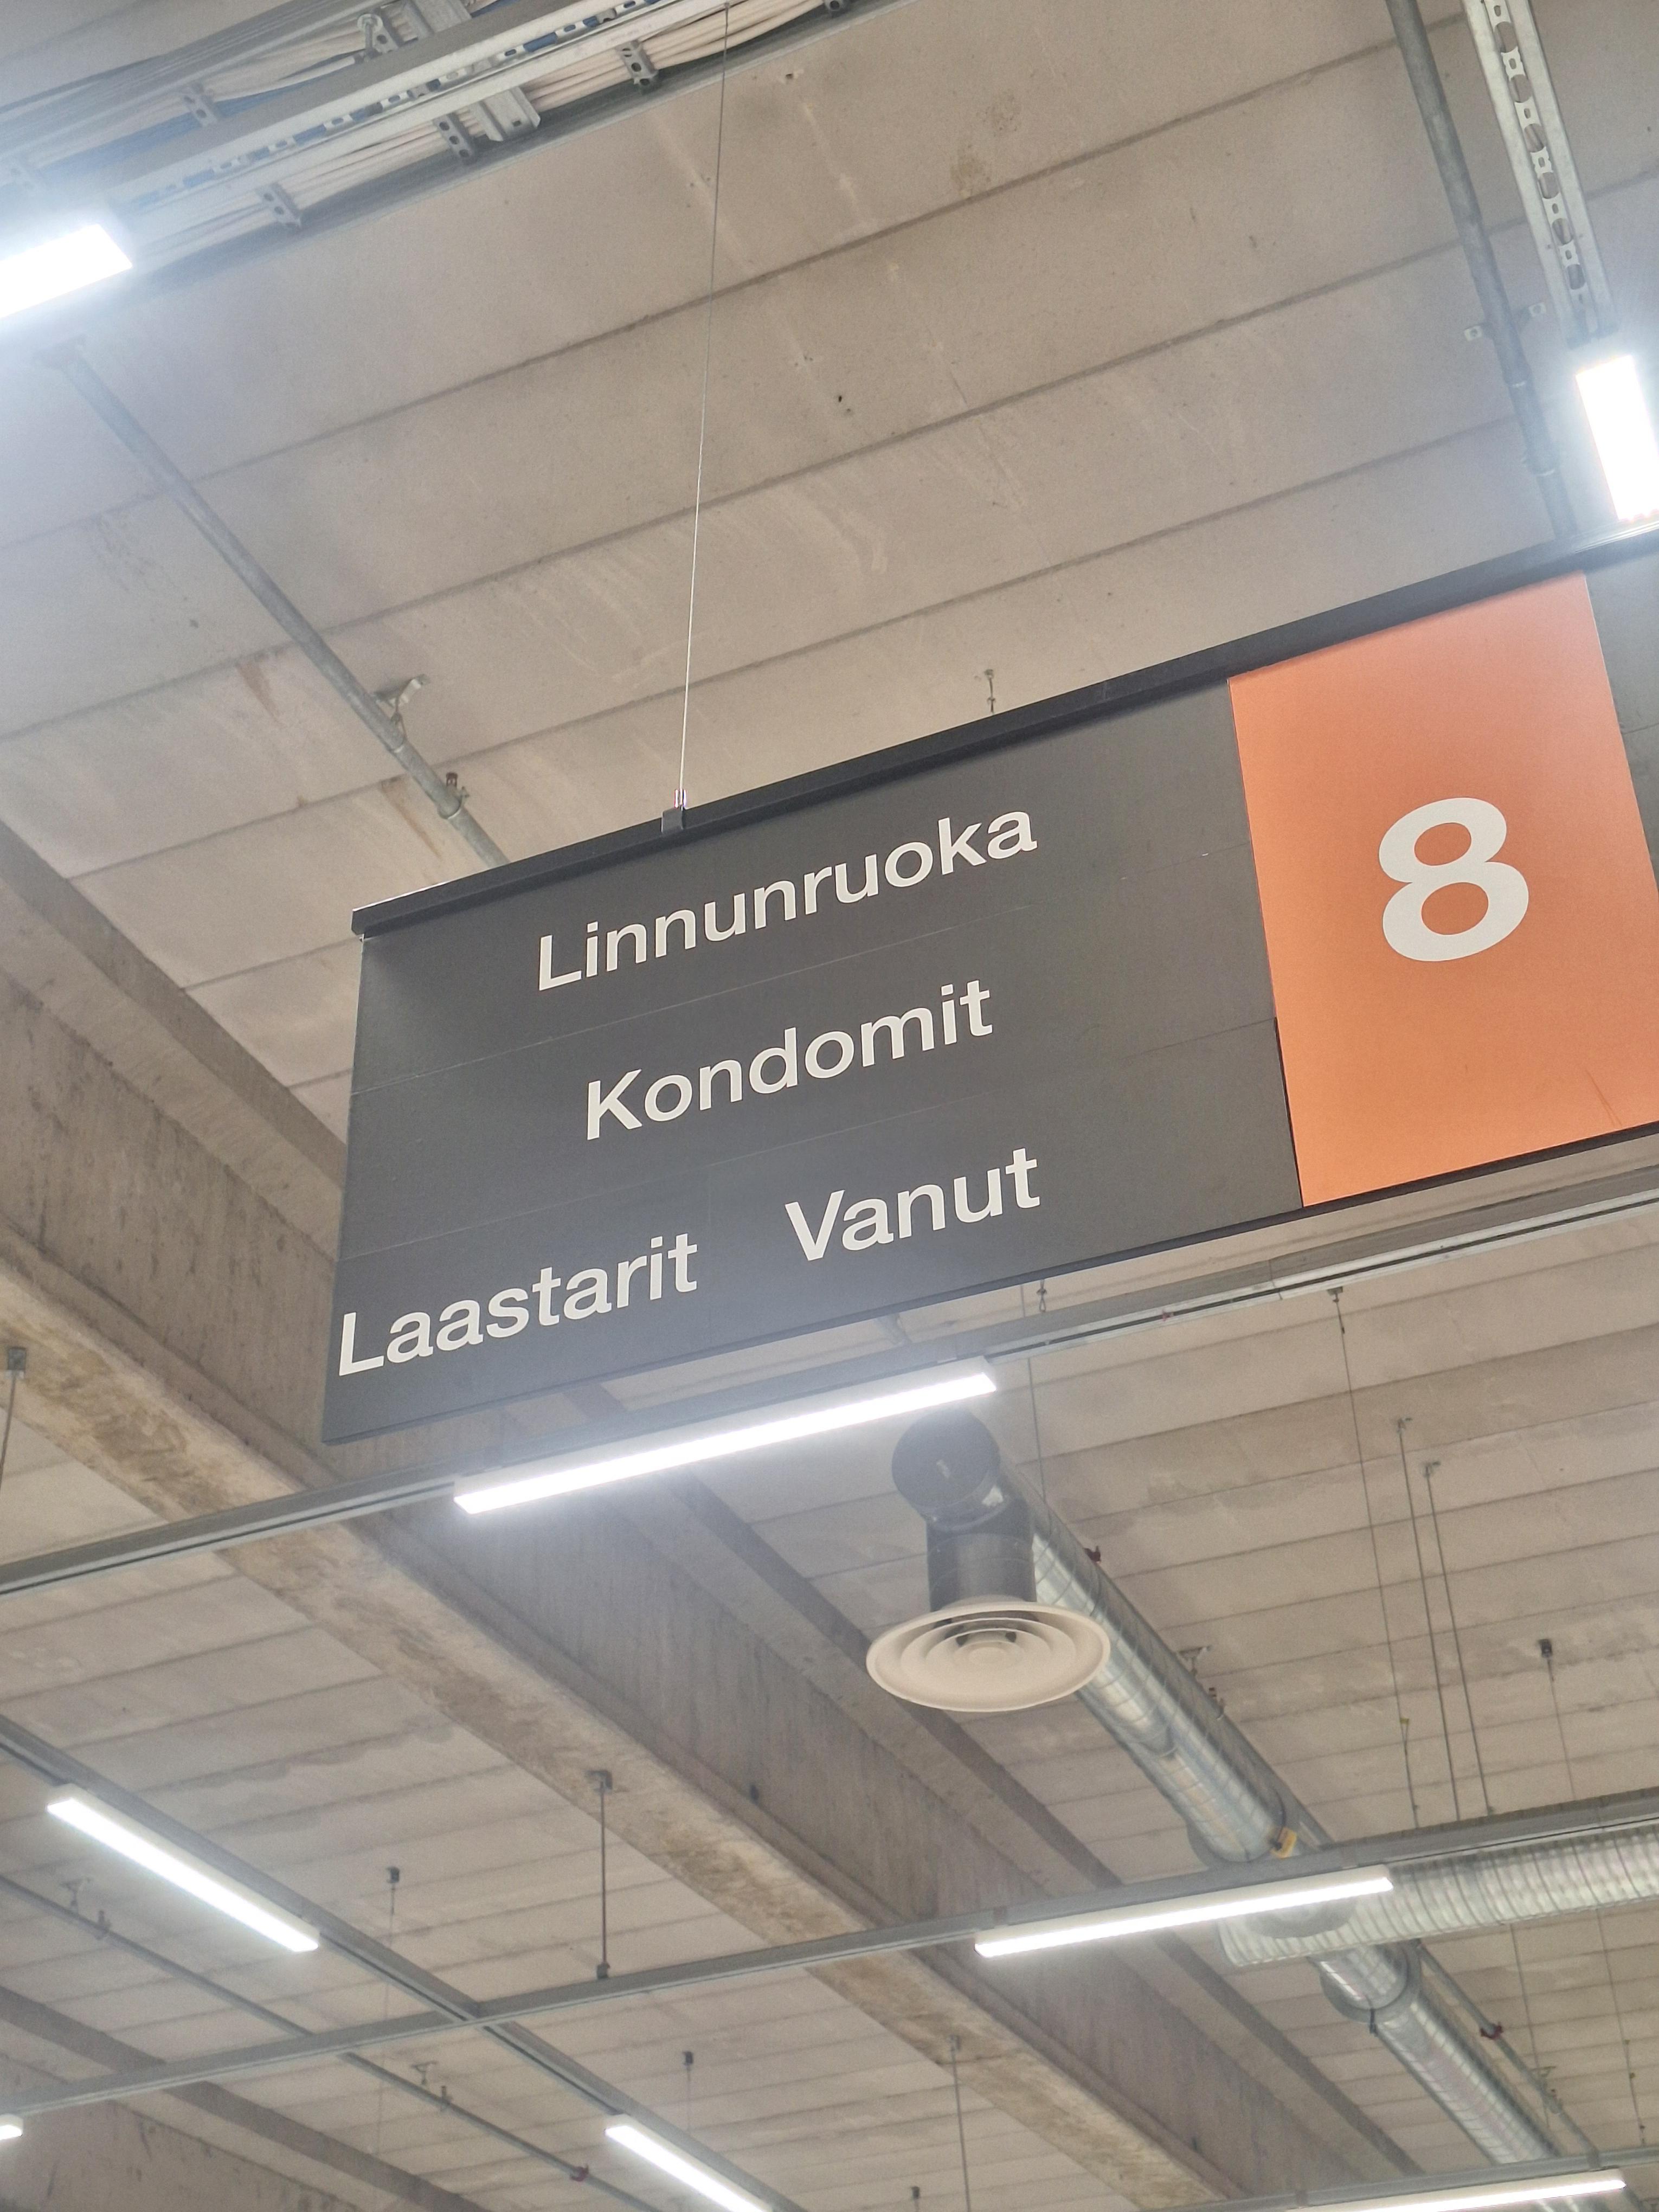 Linnunruoka
Kondomit
Laastarit Vanut
8